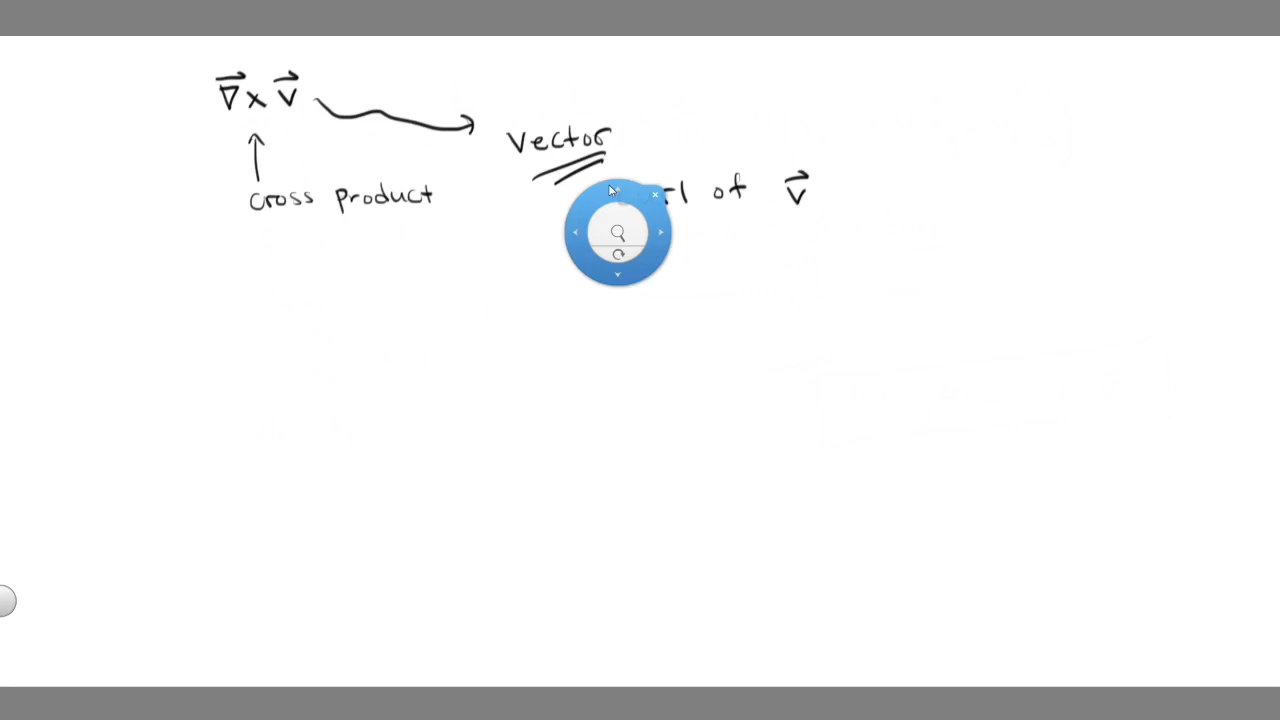 ∇⃗ × v⃗
Vector
cross product
of v⃗